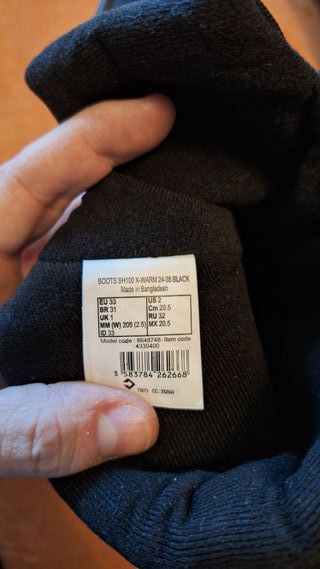 BOOTS SH100 X-WARM 24-38 BLACK
Made in Bangladesh
EU 33 US 2
BR 31 Cm 20.5
UK 1 RU 32
MM (W) 205 (2.5) MX 20.5
ID 33
Model code : 8648748- Item code
: 4330400
3 583784 262668